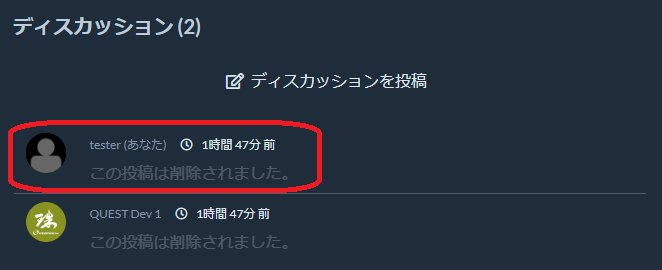 ディスカッション (2)
ディスカッションを投稿
tester (あなた) 1時間 47分 前
この投稿は削除されました。
QUEST Dev 1 1時間 47分 前
この投稿は削除されました。